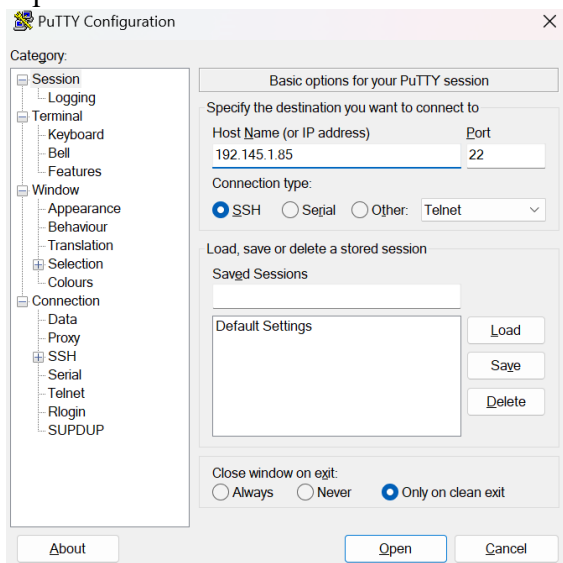 PuTTY Configuration
Category:
Session
Logging
Terminal
Keyboard
Bell
Features
Window
Appearance
Behaviour
Translation
Selection
Colours
Connection
Data
Proxy
SSH
Serial
Telnet
Rlogin
SUPDUP
Basic options for your PuTTY session
Specify the destination you want to connect to
Host Name (or IP address) Port
192.145.1.85 22
Connection type:
SSH Serial Other: Telnet
Load, save or delete a stored session
Saved Sessions
Default Settings
Load
Save
Delete
Close window on exit:
Always Never Only on clean exit
About Open Cancel